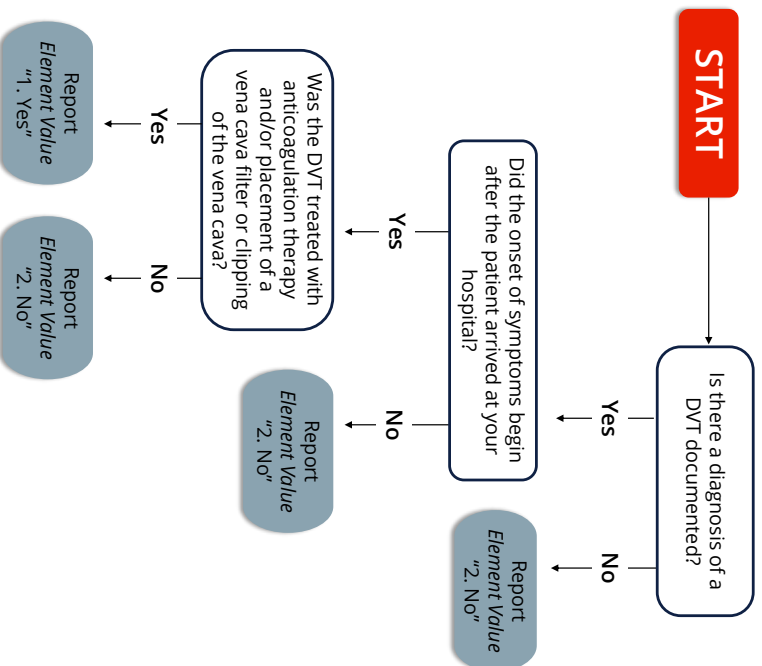 START
Is there a diagnosis of a
DVT documented?
Yes
No
Report
Element Value
"2. No"
Did the onset of symptoms begin
after the patient arrived at your
hospital?
Yes
No
Report
Element Value
"2. No"
Was the DVT treated with
anticoagulation therapy
and/or placement of a
vena cava filter or clipping
of the vena cava?
Yes
No
Report
Element Value
"1. Yes"
Report
Element Value
"2. No"